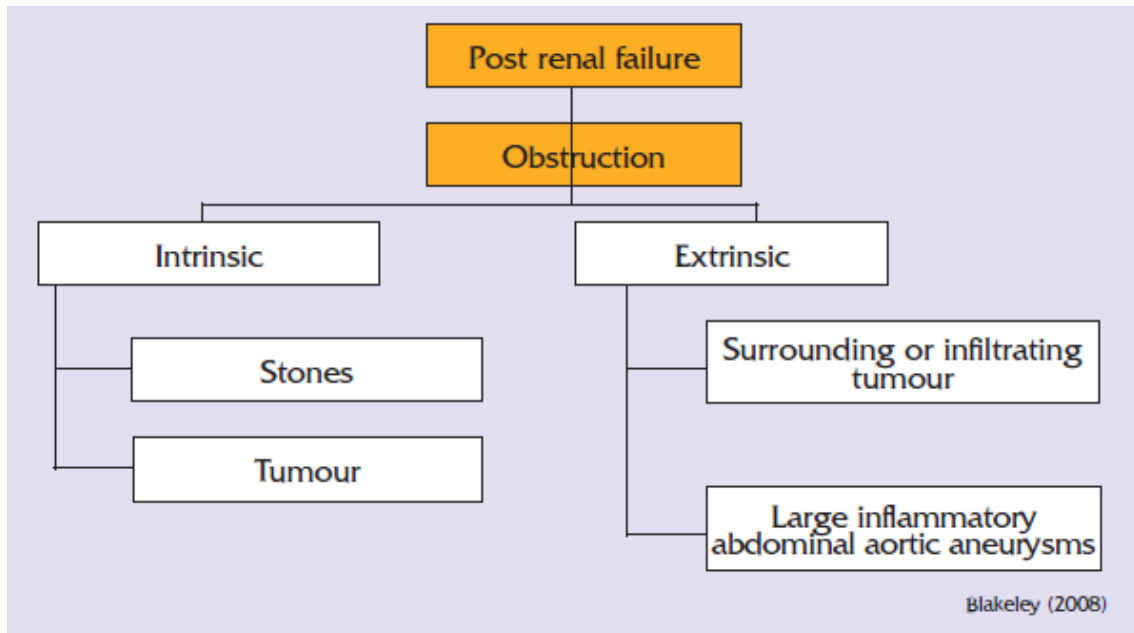 Post renal failure
Obstruction
Intrinsic
Extrinsic
Stones
Surrounding or infiltrating
tumour
Tumour
Large inflammatory
abdominal aortic aneurysms
Blakeley (2008)